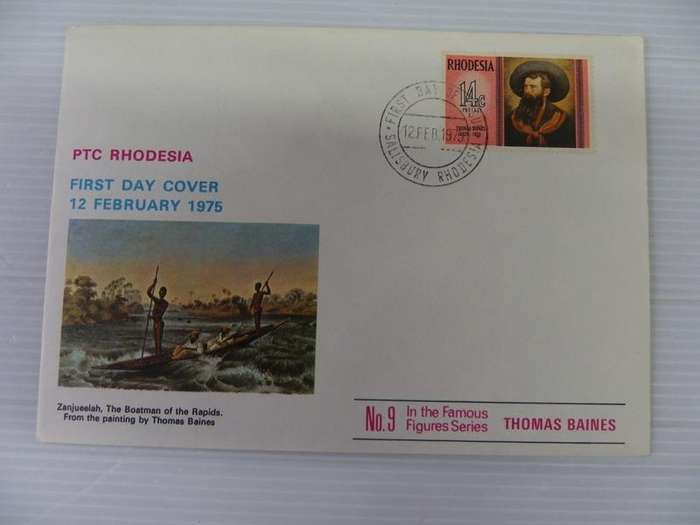 RHODESIA
14c
POSTAGE
THOMAS BAINES
FIRST DAY
12.FEB.1975
SALISBURY RHODESIA
PTC RHODESIA
FIRST DAY COVER
12 FEBRUARY 1975
Zanjueelah, The Boatman of the Rapids.
From the painting by Thomas Baines
No.9 In the Famous
Figures Series THOMAS BAINES